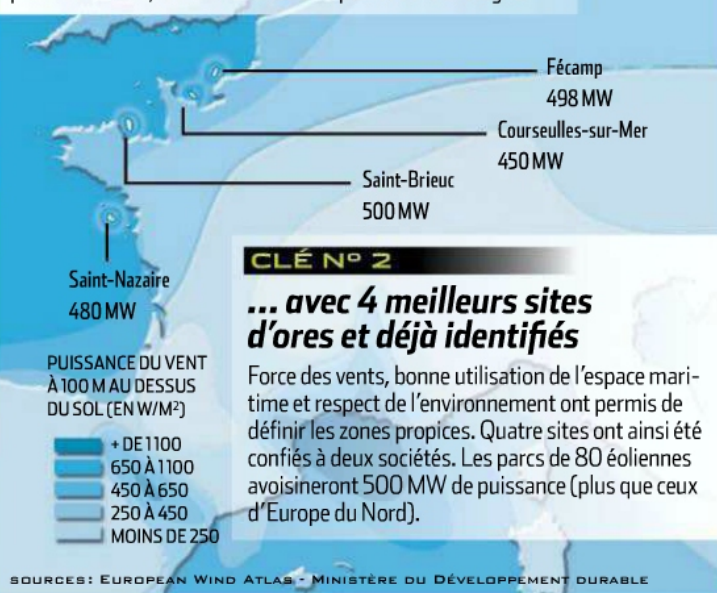 Fécamp
498 MW
Courseulles-sur-Mer
450 MW
Saint-Brieuc
500 MW
Saint-Nazaire
480 MW
PUISSANCE DU VENT
À 100 M AU DESSUS
DU SOL (EN W/M²)
+ DE 1100
650 À 1100
450 À 650
250 À 450
MOINS DE 250
CLÉ Nº 2
... avec 4 meilleurs sites
d'ores et déjà identifiés
Force des vents, bonne utilisation de l'espace mari-
time et respect de l'environnement ont permis de
définir les zones propices. Quatre sites ont ainsi été
confiés à deux sociétés. Les parcs de 80 éoliennes
avoisineront 500 MW de puissance (plus que ceux
d'Europe du Nord).
SOURCES: EUROPEAN WIND ATLAS - MINISTÈRE DU DÉVELOPPEMENT DURABLE